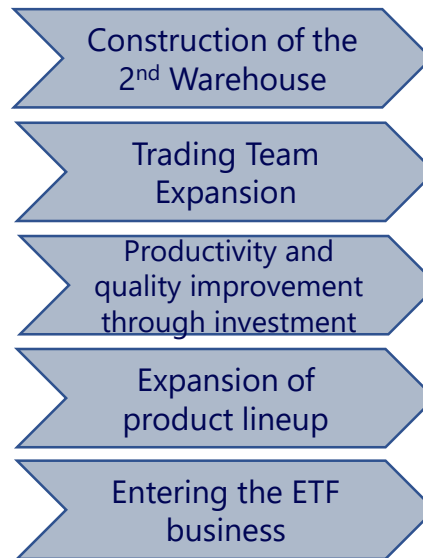 Construction of the
2nd Warehouse
Trading Team
Expansion
Productivity and
quality improvement
through investment
Expansion of
product lineup
Entering the ETF
business